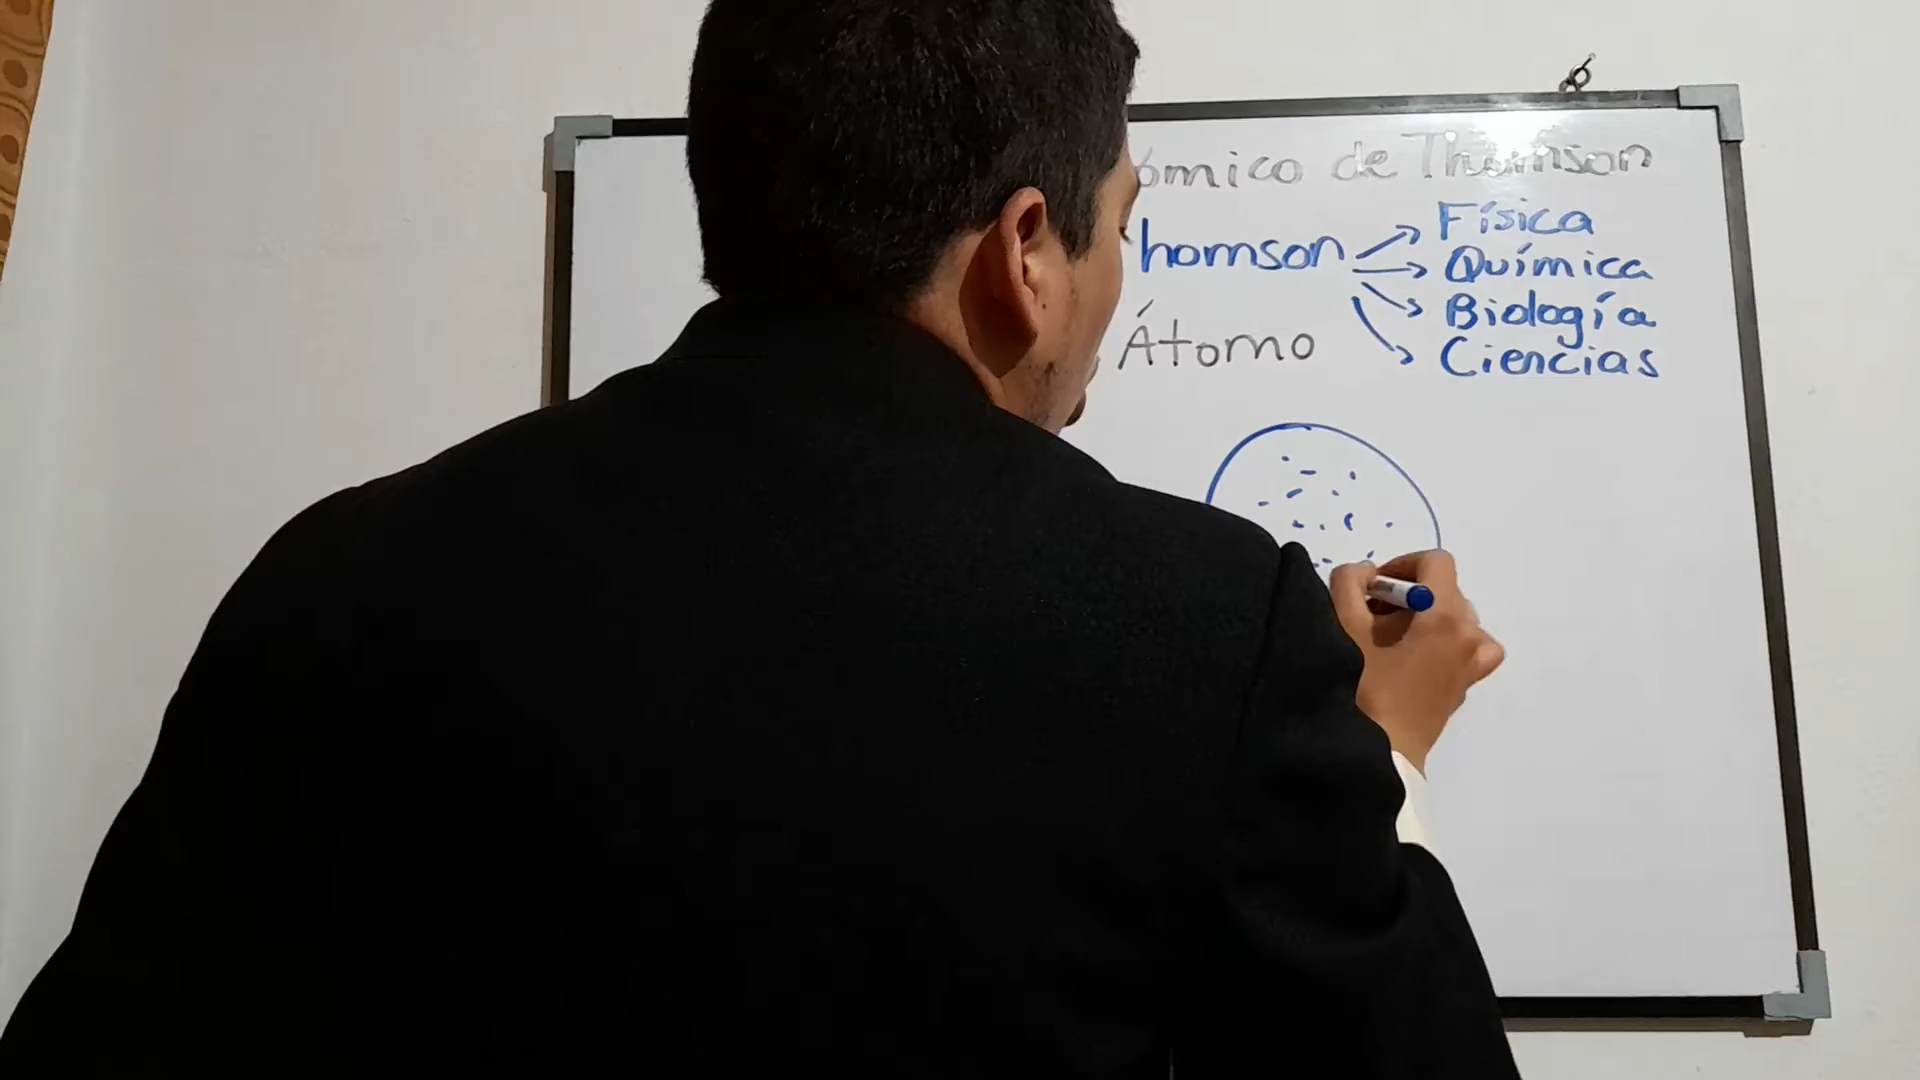 ómico de Thomson
homson
Física
Química
Biología
Ciencias
Átomo